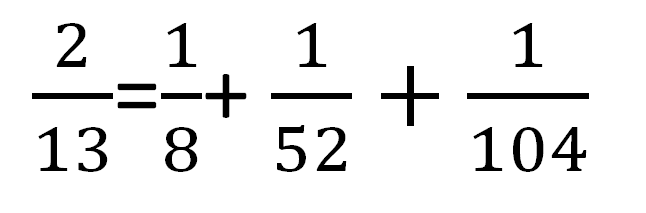 2/13 = 1/8 + 1/52 + 1/104